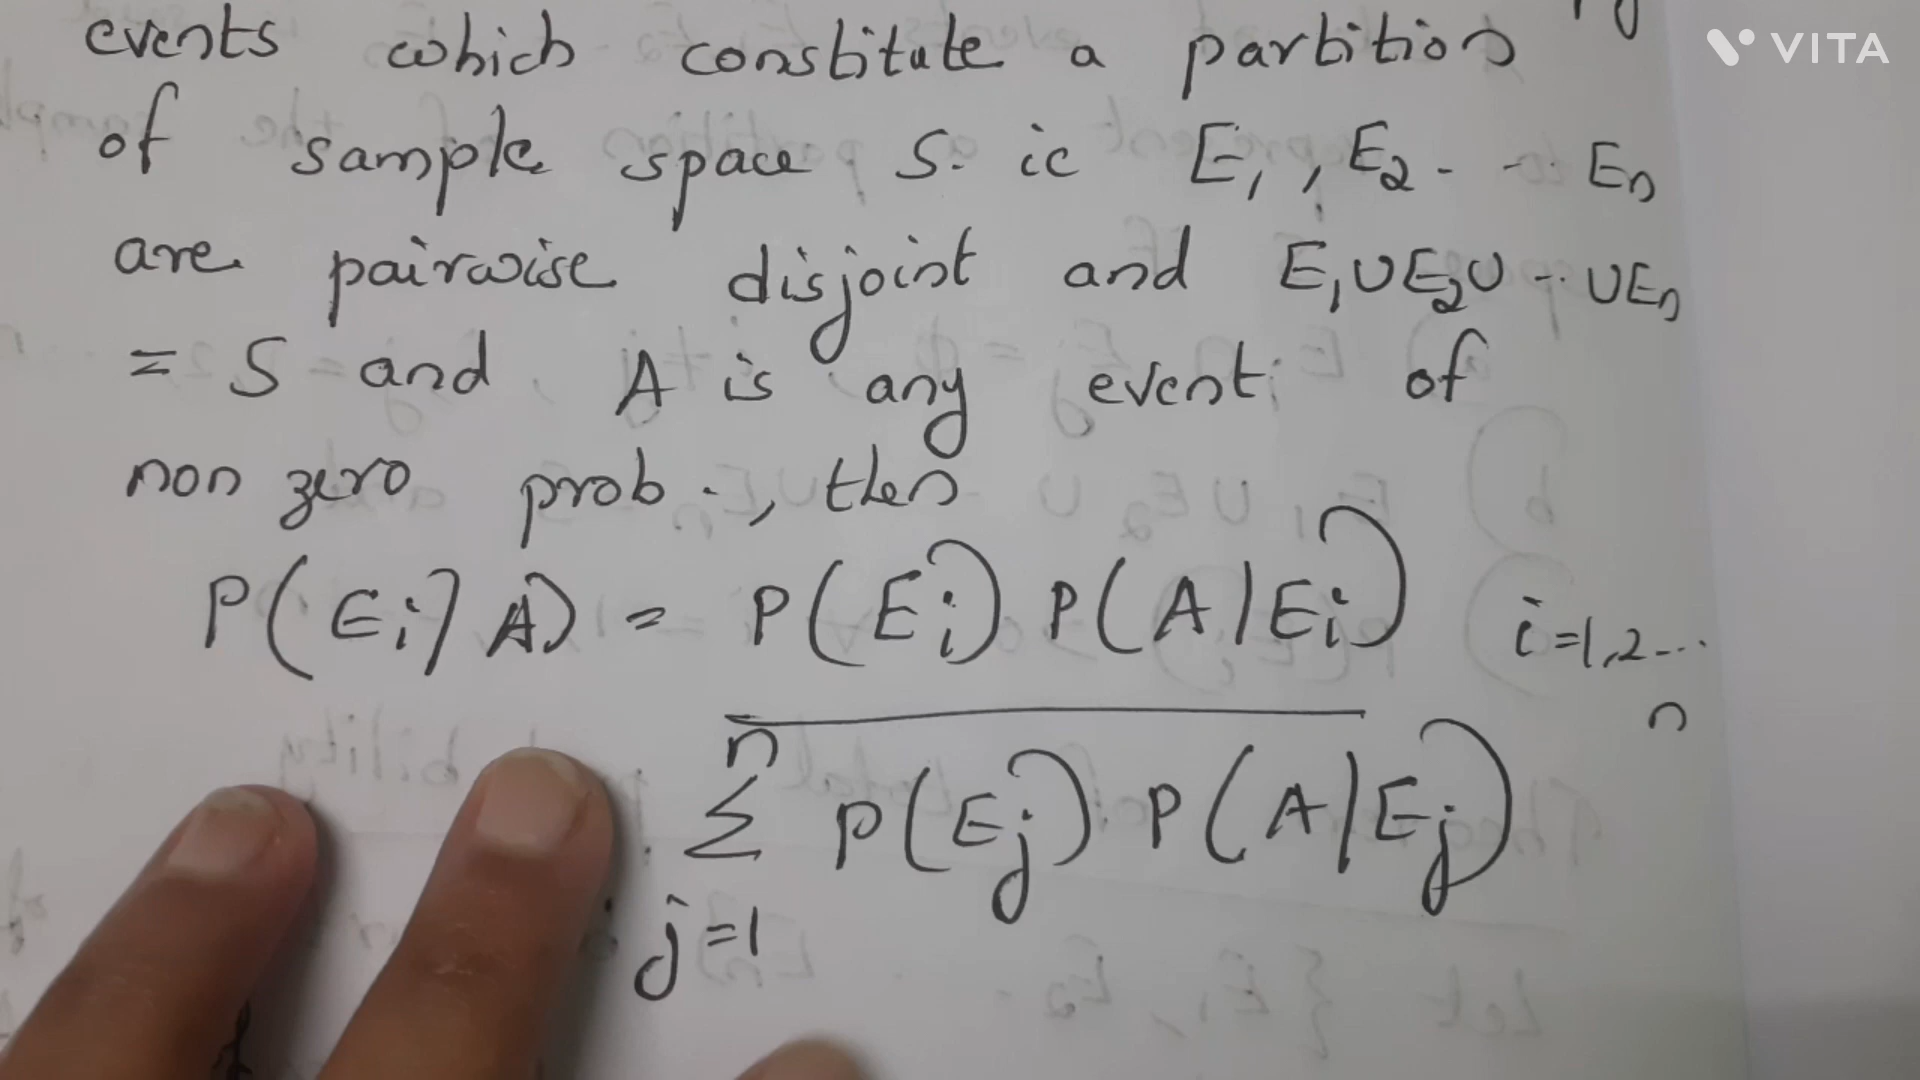 VITA
events which constitute a partition
of sample space S. ie E₁, E₂ - - .. Eₙ
are pairwise disjoint and E₁∪E₂∪ - .. ∪Eₙ
= S and A is any event of
non zero prob., then
P(Eᵢ|A) = P(Eᵢ) P(A|Eᵢ) i=1,2...
n
n
Σ P(Eⱼ) P(A|Eⱼ)
j=1